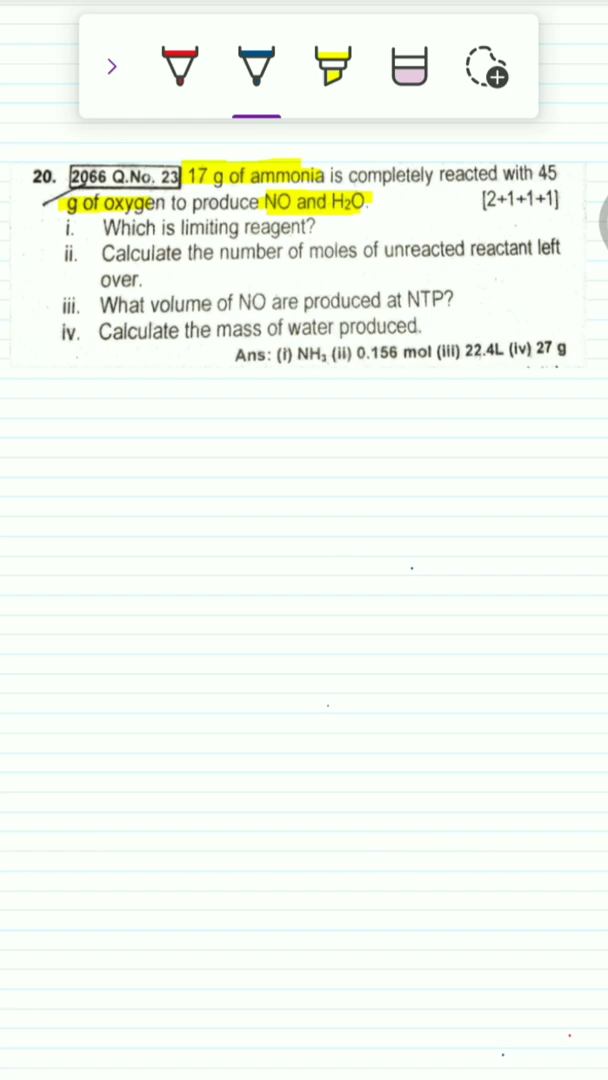 20. 2066 Q.No. 23 17 g of ammonia is completely reacted with 45
g of oxygen to produce NO and H₂O. [2+1+1+1]
i. Which is limiting reagent?
ii. Calculate the number of moles of unreacted reactant left
over.
iii. What volume of NO are produced at NTP?
iv. Calculate the mass of water produced.
Ans: (i) NH₃ (ii) 0.156 mol (iii) 22.4L (iv) 27 g